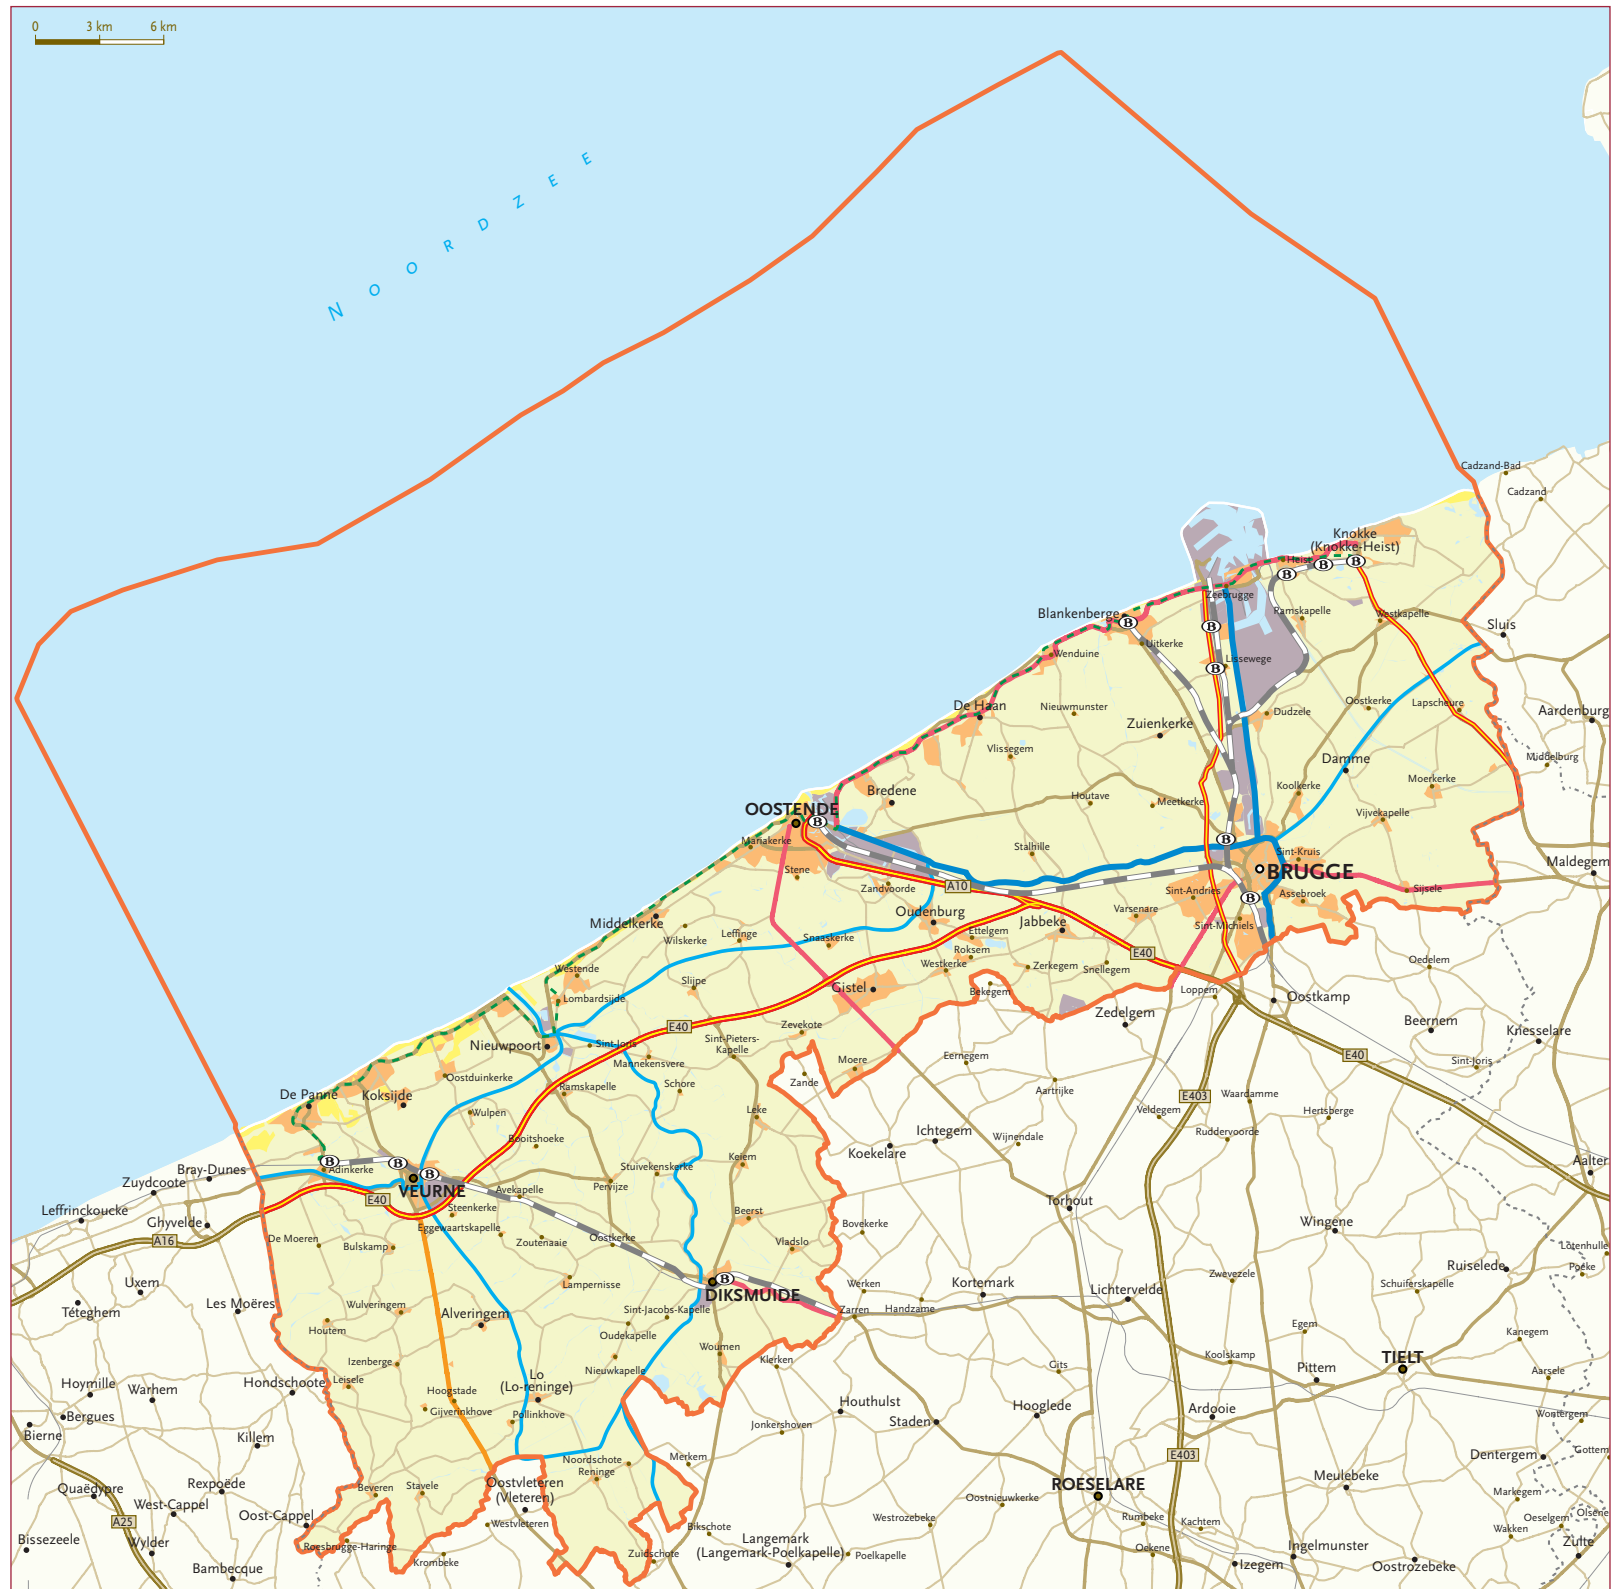 0 3 km 6 km
NOORDZEE
Cadzand-Bad
Cadzand
Knokke
(Knokke-Heist)
Heist
B
B
B
Zeebrugge
Ramskapelle
Westkapelle
Blankenberge
B
B
Sluis
Uitkerke
Wenduine
Lissewege
B
De Haan
Nieuwmunster
Dudzele
Oostkerke
Lapscheure
Aardenburg
Zuienkerke
Vlissegem
Damme
Middelburg
Bredene
Houtave
Meetkerke
Koolkerke
Moerkerke
OOSTENDE
B
Vijvekapelle
Mariakerke
Stalhille
B
Sint-Kruis
Stene
BRUGGE
Maldegem
Zandvoorde
A10
Sint-Andries
B
Assebroek
Sijsele
Middelkerke
Oudenburg
Jabbeke
Varsenare
Sint-Michiels
Wilskerke
Leffinge
Snaaskerke
Ettelgem
Roksem
E40
Westende
Westkerke
Zerkegem
Snellegem
Oedelem
Slijpe
Gistel
Bekegem
Loppem
Oostkamp
Lombardsijde
Zedelgem
Beernem
Knesselare
E40
Zevekote
Nieuwpoort
Sint-Joris
Sint-Pieters-
Kapelle
Mannekensvere
Moere
Eernegem
E40
Sint-Joris
Oostduinkerke
Ramskapelle
Schore
Zande
Aartrijke
De Panne
Koksijde
E403
Waardamme
Wulpen
Leke
Veldegem
Hertsberge
Booitshoeke
Ichtegem
Wijnendale
Ruddervoorde
Koekelare
B
B
B
Adinkerke
Stuivekenskerke
Keiem
Aalter
Bray-Dunes
Zuydcoote
VEURNE
Avekapelle
Pervijze
Torhout
E40
Steenkerke
Leffrinckoucke
Ghyvelde
Eggewaartskapelle
Beerst
Bovekerke
Wingene
A16
De Moeren
Bulskamp
Zoutenaaie
Oostkerke
Vladslo
Lotenhulle
Poeke
Ruiselede
Uxem
Lampernisse
B
DIKSMUIDE
Werken
Kortemark
Lichtervelde
Zwevezele
Schuiferskapelle
Téteghem
Les Moëres
Wulveringem
Alveringem
Sint-Jacobs-Kapelle
Zarren
Handzame
Houtem
Oudekapelle
Egem
Kanegem
Woumen
Izenberge
Nieuwkapelle
Klerken
Gits
Koolskamp
Pittem
TIELT
Aarsele
Hoymille
Warhem
Hondschoote
Leisele
Lo
(Lo-reninge)
Hoogstade
Gijverinkhove
Pollinkhove
Houthulst
Hooglede
Ardooie
Bergues
Jonkershoven
Staden
Wontergem
Bierne
Killem
Gottem
Noordschote
Reninge
Merkem
E403
Dentergem
Quaëdypre
Rexpoëde
Beveren
Stavele
Oostvleteren
(Vleteren)
ROESELARE
Meulebeke
West-Cappel
Oostnieuwkerke
Markegem
A25
Oost-Cappel
Westvleteren
Bikschote
Westrozebeke
Rumbeke
Kachtem
Oeselgem
Olsene
Wakken
Bissezeele
Wylder
Roesbrugge-Haringe
Langemark
(Langemark-Poelkapelle)
Poelkapelle
Oekene
Ingelmunster
Zulte
Bambecque
Krombeke
Zuidschote
Izegem
Oostrozebeke